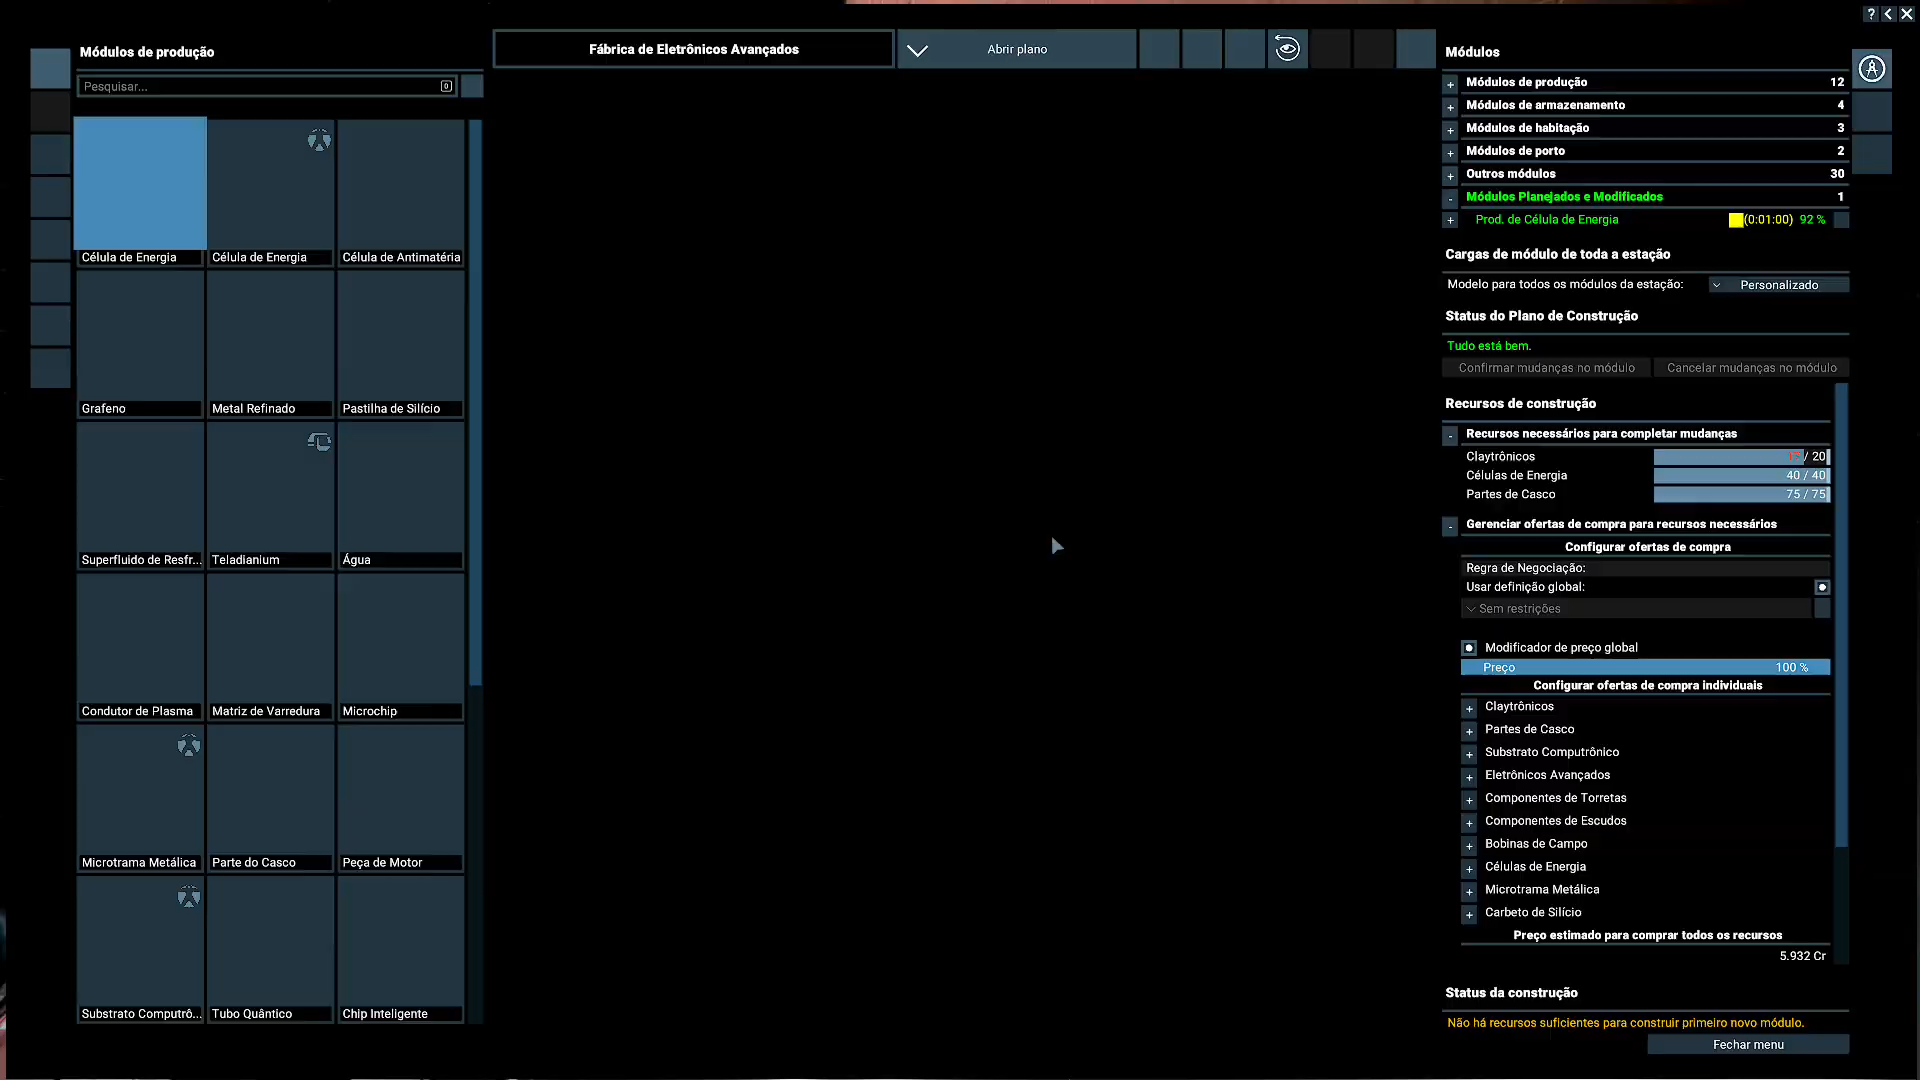 Módulos de produção
Pesquisar...
Célula de Energia
Célula de Energia
Célula de Antimatéria
Grafeno
Metal Refinado
Pastilha de Silício
Superfluido de Resfr...
Teladianium
Água
Condutor de Plasma
Matriz de Varredura
Microchip
Microtrama Metálica
Parte do Casco
Peça de Motor
Substrato Computrô...
Tubo Quântico
Chip Inteligente
Fábrica de Eletrônicos Avançados
Abrir plano
Módulos
Módulos de produção 12
Módulos de armazenamento 4
Módulos de habitação 3
Módulos de porto 2
Outros módulos 30
Módulos Planejados e Modificados 1
Prod. de Célula de Energia (0:01:00) 92 %
Cargas de módulo de toda a estação
Modelo para todos os módulos da estação: Personalizado
Status do Plano de Construção
Tudo está bem.
Confirmar mudanças no módulo Cancelar mudanças no módulo
Recursos de construção
Recursos necessários para completar mudanças
Claytrônicos / 20
Células de Energia 40 / 40
Partes de Casco 75 / 75
Gerenciar ofertas de compra para recursos necessários
Configurar ofertas de compra
Regra de Negociação:
Usar definição global:
Sem restrições
Modificador de preço global
Preço 100 %
Configurar ofertas de compra individuais
Claytrônicos
Partes de Casco
Substrato Computrônico
Eletrônicos Avançados
Componentes de Torretas
Componentes de Escudos
Bobinas de Campo
Células de Energia
Microtrama Metálica
Carbeto de Silício
Preço estimado para comprar todos os recursos
5.932 Cr
Status da construção
Não há recursos suficientes para construir primeiro novo módulo.
Fechar menu